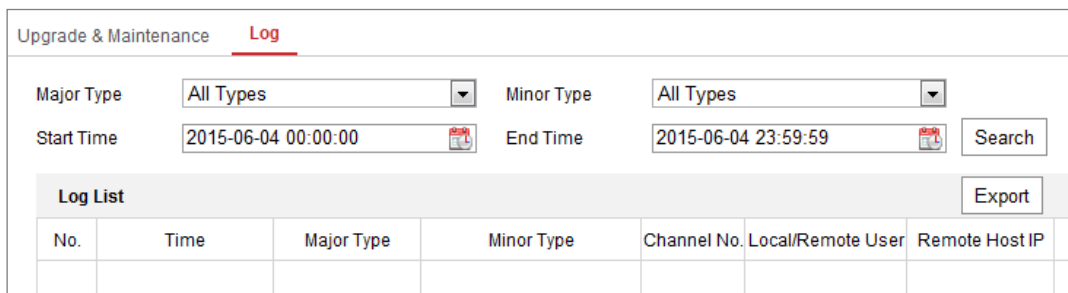 Upgrade & Maintenance Log
Major Type All Types Minor Type All Types
Start Time 2015-06-04 00:00:00 End Time 2015-06-04 23:59:59 Search
Log List Export
No. Time Major Type Minor Type Channel No. Local/Remote User Remote Host IP